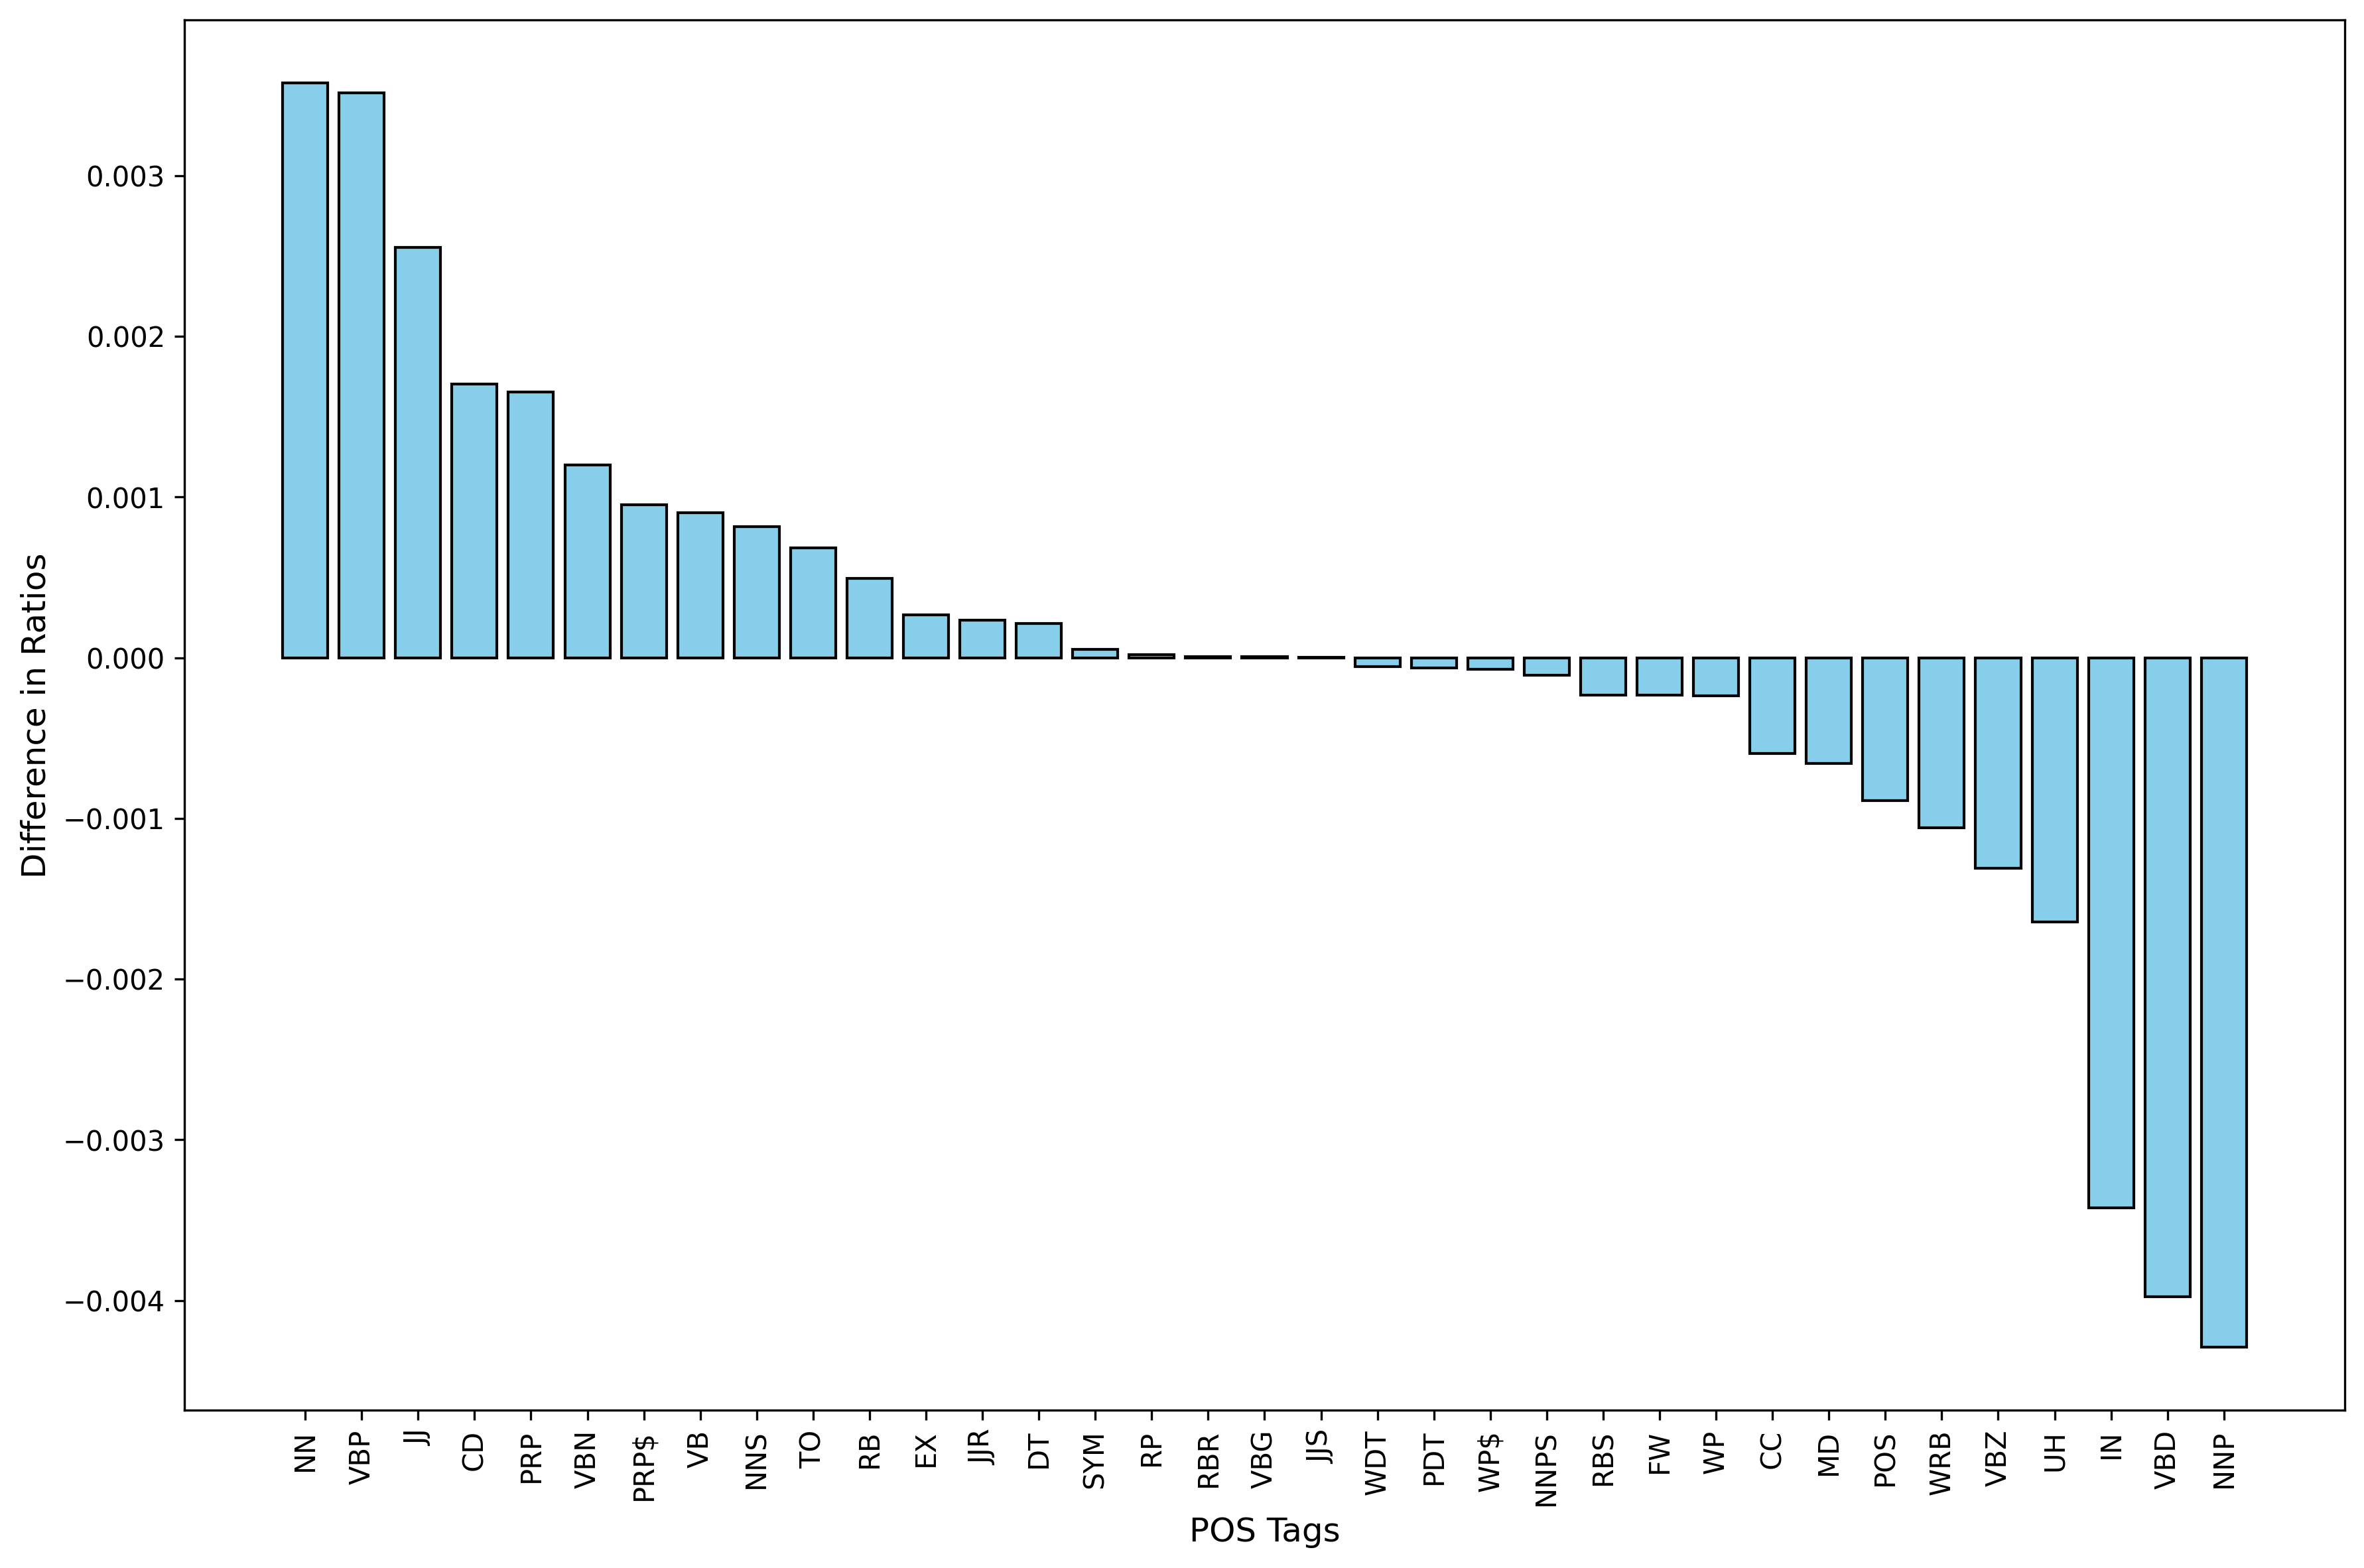 Difference in Ratios
0.003
0.002
0.001
0.000
−0.001
−0.002
−0.003
−0.004
NN
VBP
JJ
CD
PRP
VBN
PRP$
VB
NNS
TO
RB
EX
JJR
DT
SYM
RP
RBR
VBG
JJS
WDT
PDT
WP$
NNPS
RBS
FW
WP
CC
MD
POS
WRB
VBZ
UH
IN
VBD
NNP
POS Tags